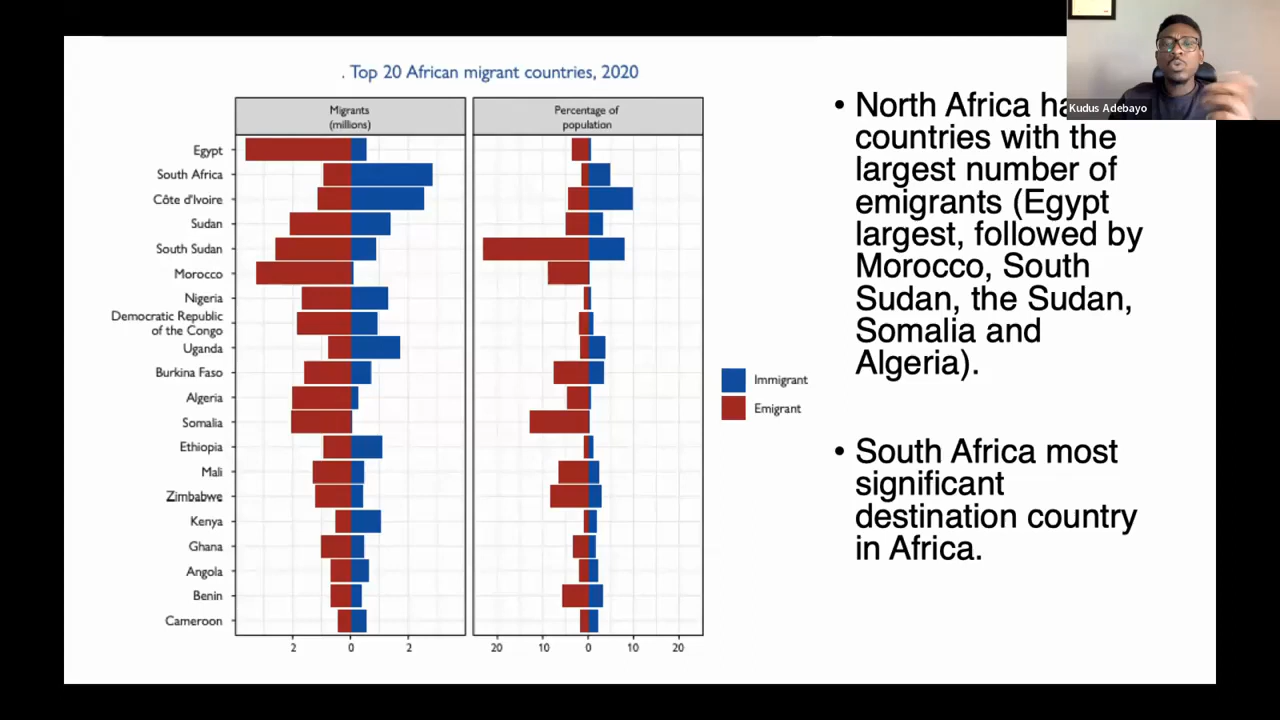 . Top 20 African migrant countries, 2020
Migrants
(millions)
Percentage of
population
Egypt
South Africa
Côte d'Ivoire
Sudan
South Sudan
Morocco
Nigeria
Democratic Republic
of the Congo
Uganda
Burkina Faso
Algeria
Somalia
Ethiopia
Mali
Zimbabwe
Kenya
Ghana
Angola
Benin
Cameroon
2 0 2
20 10 0 10 20
Immigrant
Emigrant
• North Africa
countries with the
largest number of
emigrants (Egypt
largest, followed by
Morocco, South
Sudan, the Sudan,
Somalia and
Algeria).
• South Africa most
significant
destination country
in Africa.
Kudus Adebayo